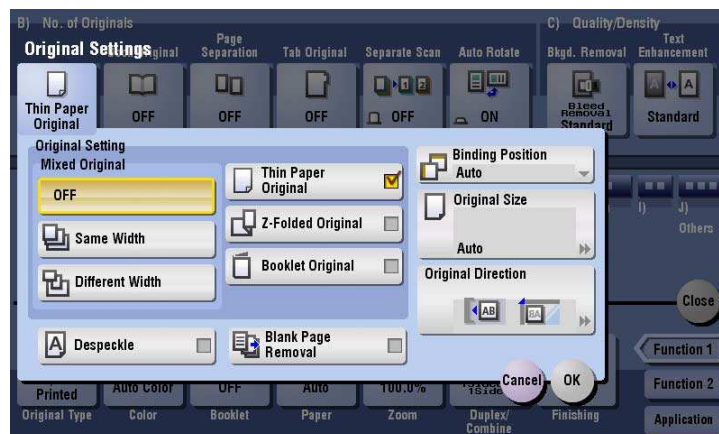 B) No. of Originals
C) Quality/Density
Original Settings
Page
Separation
Tab Original
Separate Scan
Auto Rotate
Bkgd. Removal
Text
Enhancement
Thin Paper
Original
OFF
OFF
OFF
OFF
ON
Bleed
Removal
Standard
Standard
Original Setting
Mixed Original
OFF
Same Width
Different Width
Thin Paper
Original
Z-Folded Original
Booklet Original
Despeckle
Blank Page
Removal
Binding Position
Auto
Original Size
Auto
Original Direction
AB
Cancel
OK
I)
J)
Others
Close
Function 1
Function 2
Application
Printed
Auto Color
OFF
Auto
100.0%
Original Type
Color
Booklet
Paper
Zoom
Duplex/
Combine
Finishing